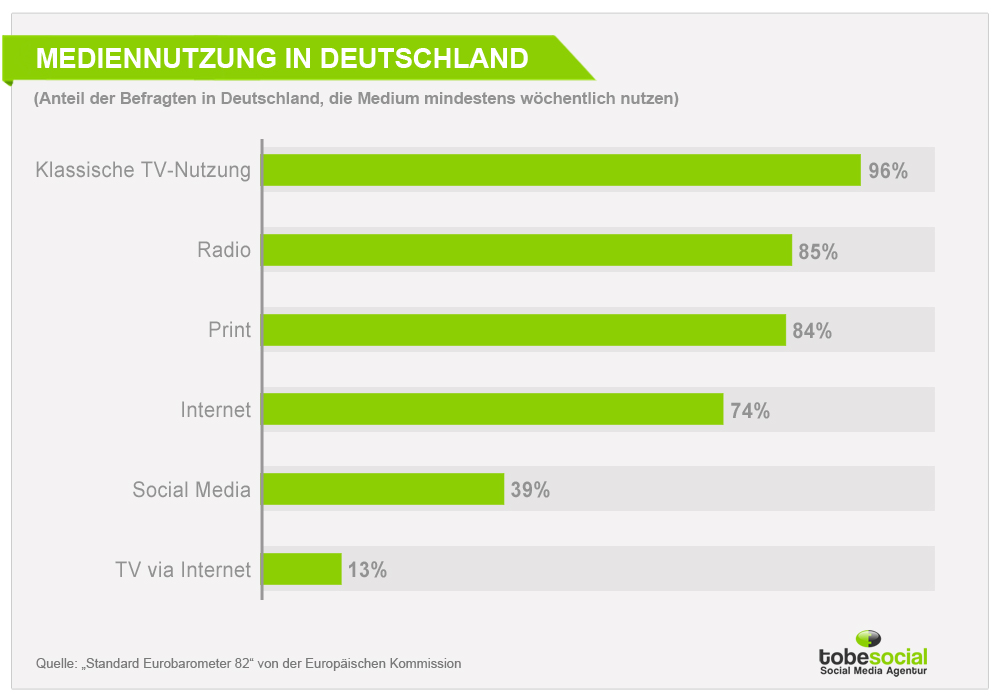 MEDIENNUTZUNG IN DEUTSCHLAND
(Anteil der Befragten in Deutschland, die Medium mindestens wöchentlich nutzen)
Klassische TV-Nutzung 96%
Radio 85%
Print 84%
Internet 74%
Social Media 39%
TV via Internet 13%
Quelle: „Standard Eurobarometer 82“ von der Europäischen Kommission
tobesocial
Social Media Agentur